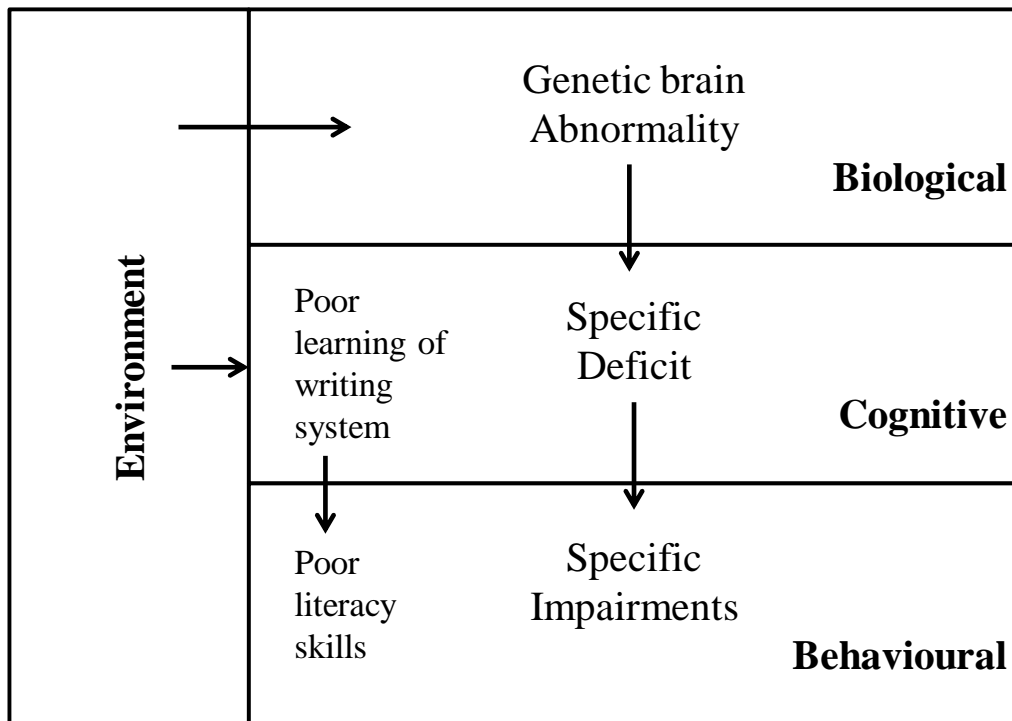 Genetic brain
Abnormality
Biological
Environment
Poor
learning of
writing
system
Specific
Deficit
Cognitive
Poor
literacy
skills
Specific
Impairments
Behavioural